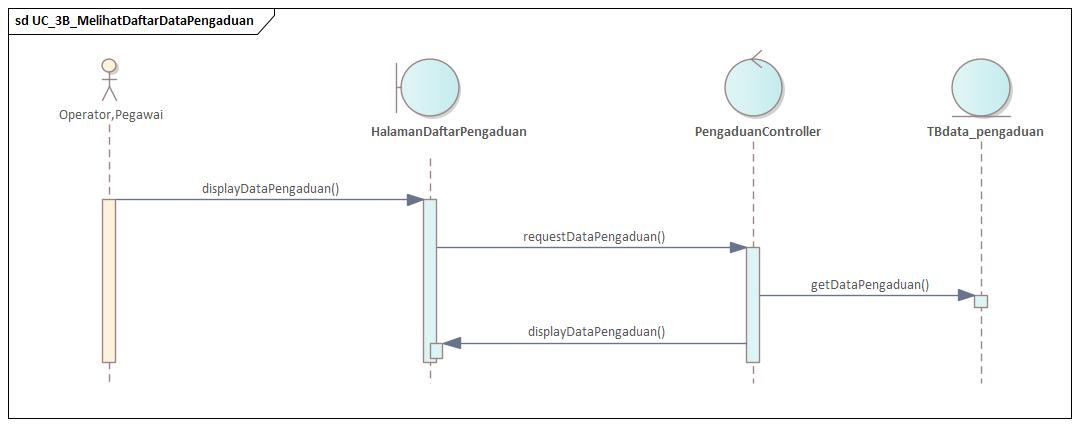 sd UC_3B_MelihatDaftarDataPengaduan
Operator,Pegawai
HalamanDaftarPengaduan
PengaduanController
TBdata_pengaduan
displayDataPengaduan()
requestDataPengaduan()
getDataPengaduan()
displayDataPengaduan()